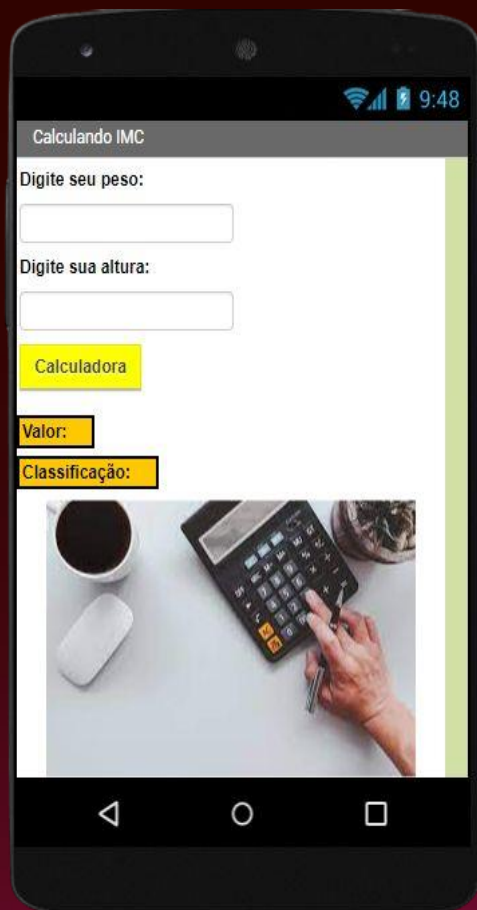 9:48
Calculando IMC
Digite seu peso:
Digite sua altura:
Calculadora
Valor:
Classificação: